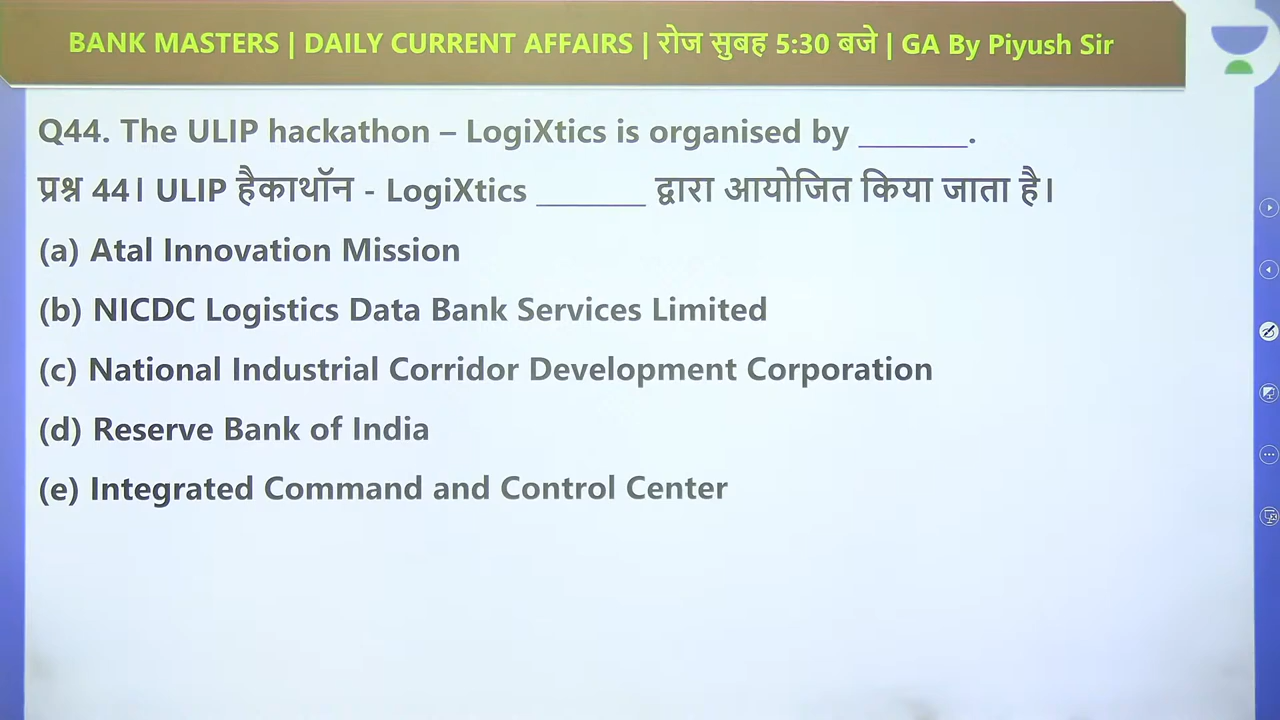 BANK MASTERS | DAILY CURRENT AFFAIRS | रोज सुबह 5:30 बजे | GA By Piyush Sir
Q44. The ULIP hackathon – LogiXtics is organised by _______.
प्रश्न 44। ULIP हैकाथॉन - LogiXtics _______ द्वारा आयोजित किया जाता है।
(a) Atal Innovation Mission
(b) NICDC Logistics Data Bank Services Limited
(c) National Industrial Corridor Development Corporation
(d) Reserve Bank of India
(e) Integrated Command and Control Center